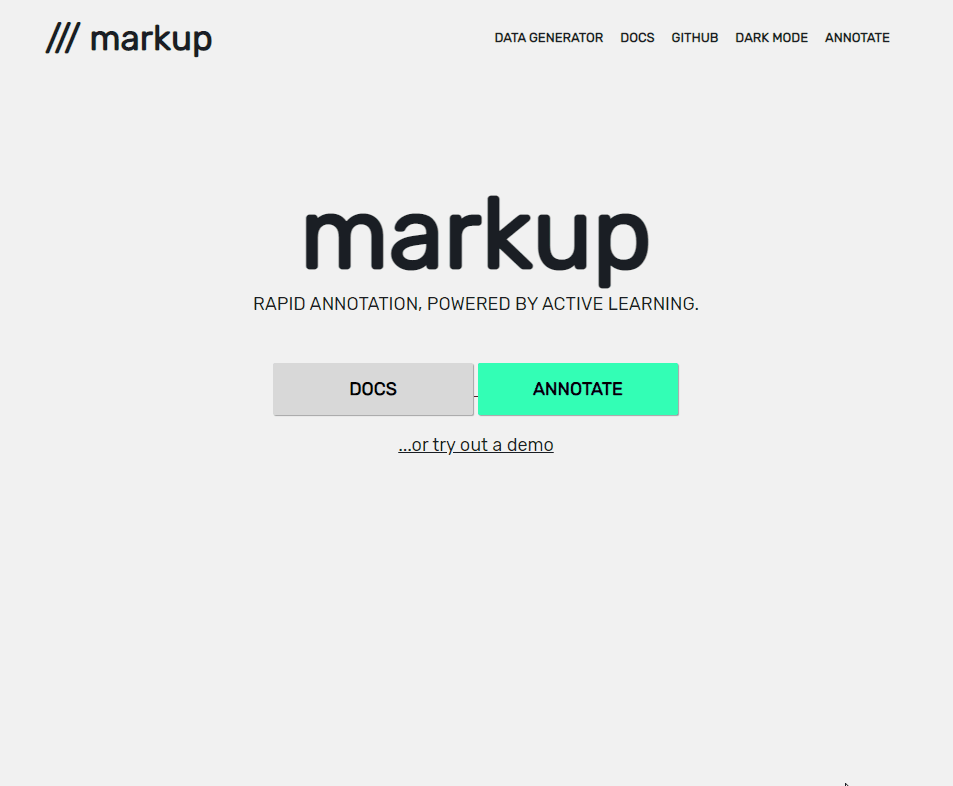 /// markup
DATA GENERATOR DOCS GITHUB DARK MODE ANNOTATE
markup
RAPID ANNOTATION, POWERED BY ACTIVE LEARNING.
DOCS ANNOTATE
...or try out a demo